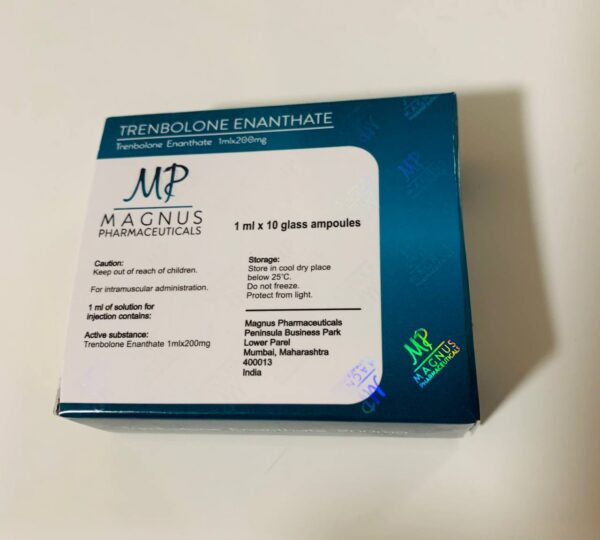 TRENBOLONE ENANTHATE
Trenbolone Enanthate 1mlx200mg
MP
MAGNUS
PHARMACEUTICALS
1 ml x 10 glass ampoules
Caution:
Keep out of reach of children.
For intramuscular administration.
1 ml of solution for
injection contains:
Active substance:
Trenbolone Enanthate 1mlx200mg
Storage:
Store in cool dry place
below 25°C.
Do not freeze.
Protect from light.
Magnus Pharmaceuticals
Peninsula Business Park
Lower Parel
Mumbai, Maharashtra
400013
India
MP
MAGNUS
PHARMACEUTICALS
Trenbolone Enanthate